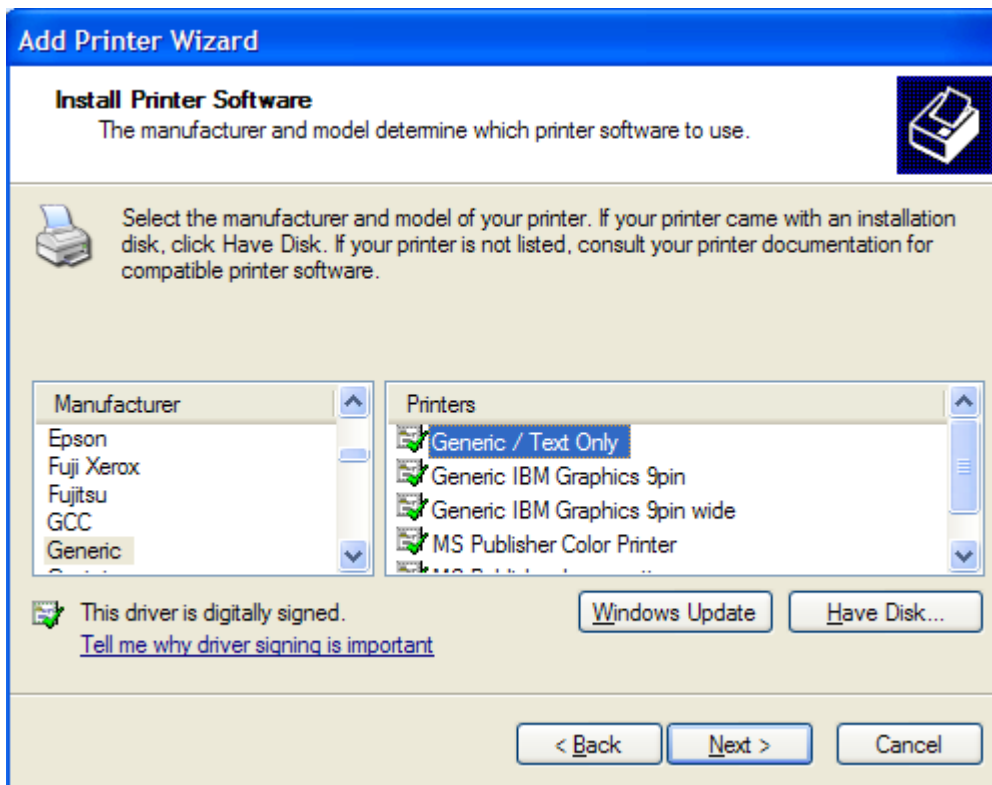 Add Printer Wizard
Install Printer Software
The manufacturer and model determine which printer software to use.
Select the manufacturer and model of your printer. If your printer came with an installation
disk, click Have Disk. If your printer is not listed, consult your printer documentation for
compatible printer software.
Manufacturer
Epson
Fuji Xerox
Fujitsu
GCC
Generic
Printers
Generic / Text Only
Generic IBM Graphics 9pin
Generic IBM Graphics 9pin wide
MS Publisher Color Printer
This driver is digitally signed.
Tell me why driver signing is important
Windows Update
Have Disk...
< Back
Next >
Cancel